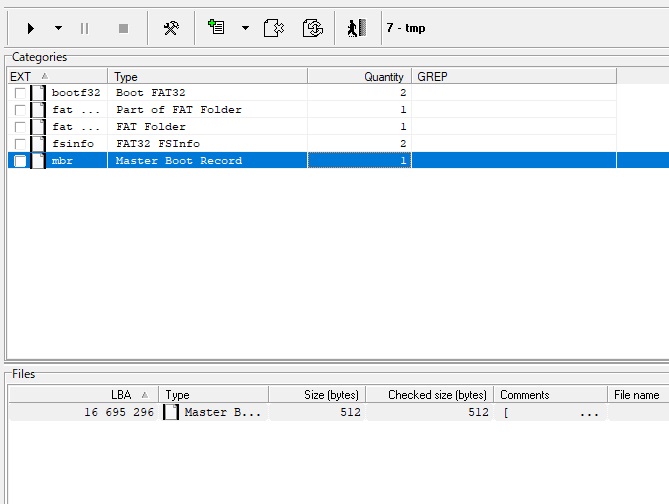 7 - tmp
Categories
EXT Type Quantity GREP
bootf32 Boot FAT32 2
fat ... Part of FAT Folder 1
fat ... FAT Folder 1
fsinfo FAT32 FSInfo 2
mbr Master Boot Record 1
Files
LBA Type Size (bytes) Checked size (bytes) Comments File name
16 695 296 Master B... 512 512 [ ...